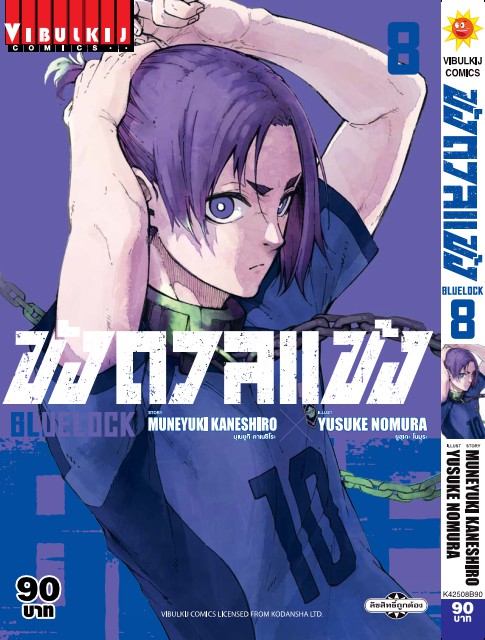 VIBULKIJ
COMICS
8
ขังดวลแข้ง
BLUELOCK
STORY
MUNEYUKI KANESHIRO
มุเนยูกิ คาเนชิโระ
ILLUST
YUSUKE NOMURA
ยูสุเกะ โนมุระ
10
90
บาท
VIBULKIJ COMICS LICENSED FROM KODANSHA LTD.
ลิขสิทธิ์ถูกต้อง
VIBULKIJ
COMICS
ขังดวลแข้ง
BLUELOCK
8
STORY
MUNEYUKI KANESHIRO
ILLUST
YUSUKE NOMURA
K42508B90
90
บาท